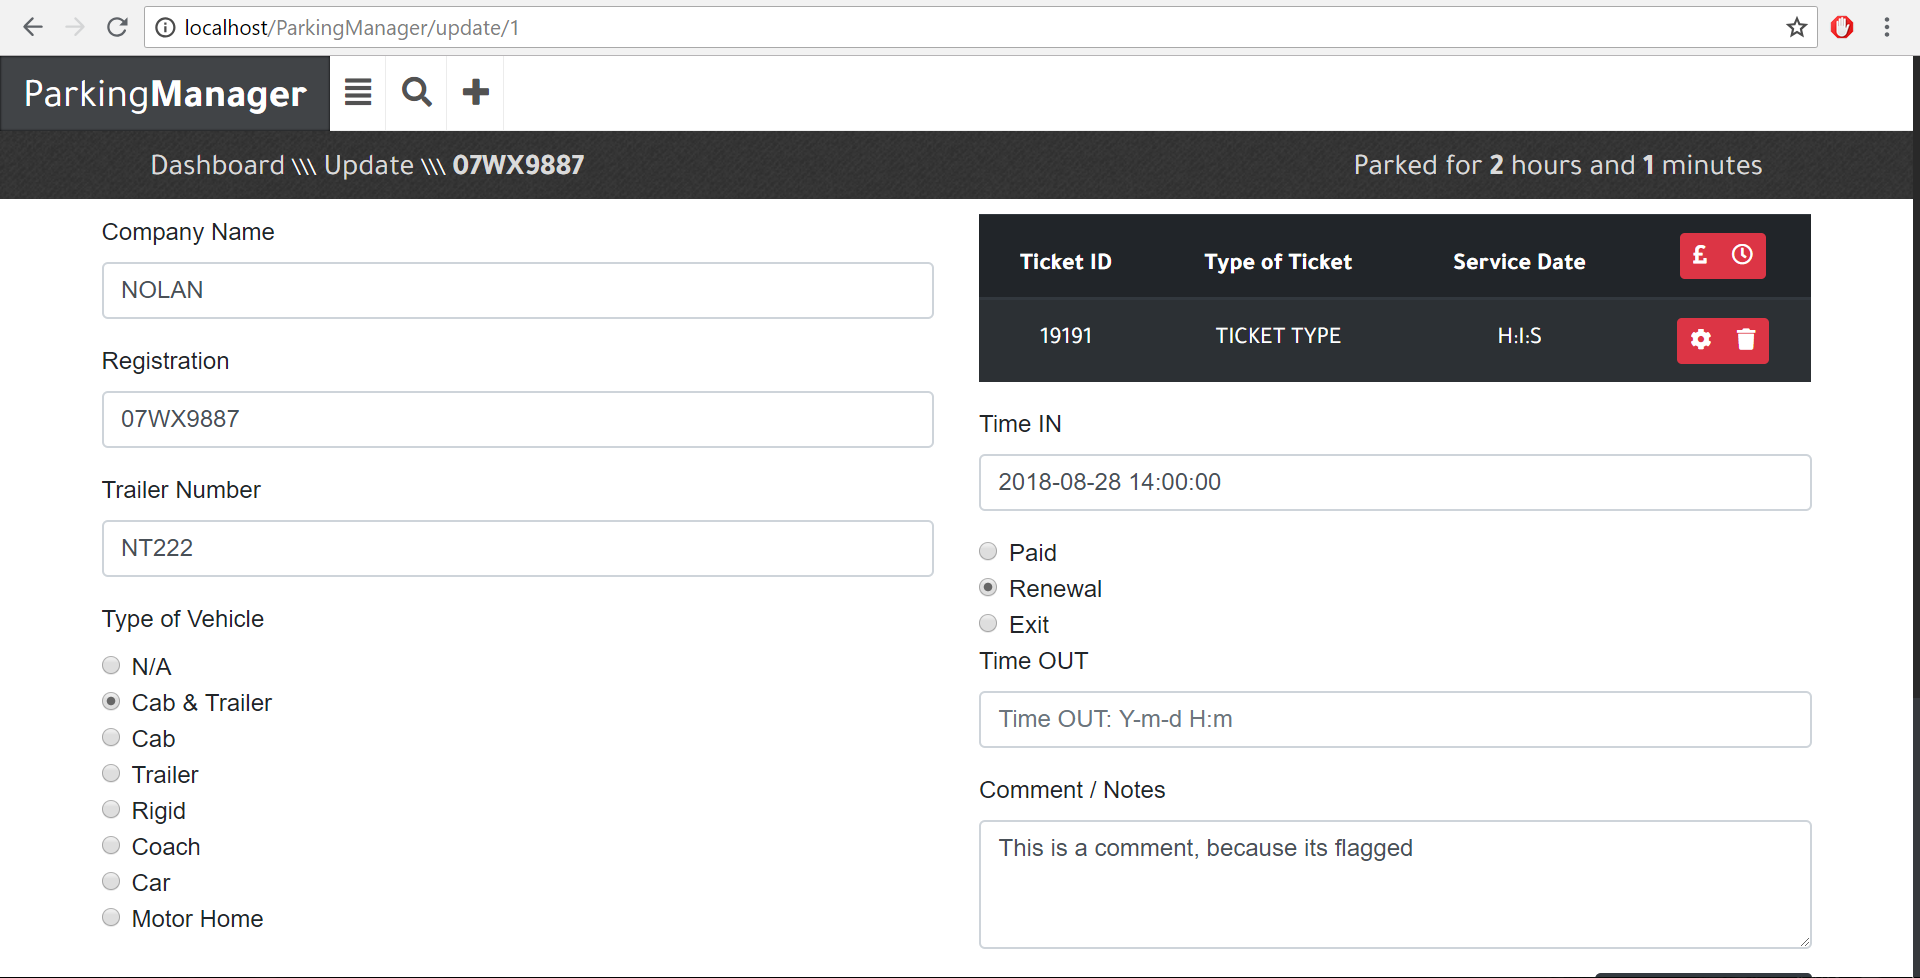 localhost/ParkingManager/update/1
ParkingManager
Dashboard \\\ Update \\\ 07WX9887
Parked for 2 hours and 1 minutes
Company Name
NOLAN
Registration
07WX9887
Trailer Number
NT222
Type of Vehicle
N/A
Cab & Trailer
Cab
Trailer
Rigid
Coach
Car
Motor Home
Ticket ID Type of Ticket Service Date £
19191 TICKET TYPE H:I:S
Time IN
2018-08-28 14:00:00
Paid
Renewal
Exit
Time OUT
Time OUT: Y-m-d H:m
Comment / Notes
This is a comment, because its flagged